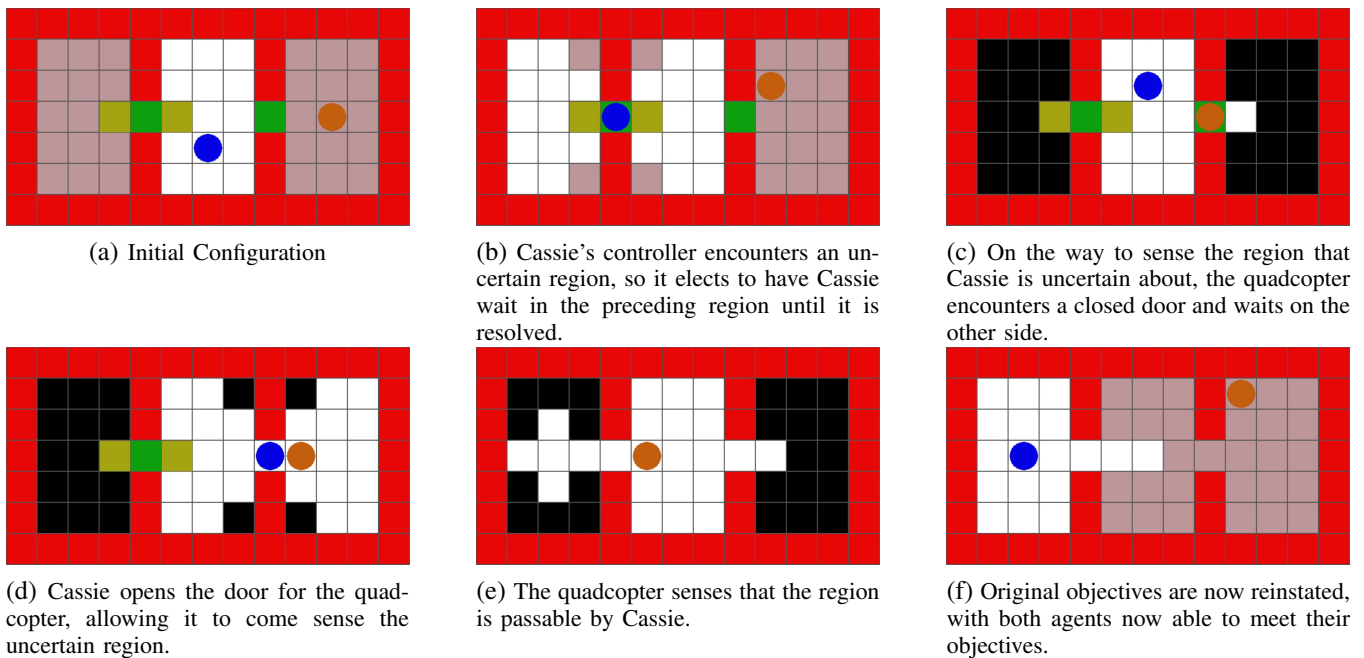 (a) Initial Configuration
(b) Cassie's controller encounters an un-
certain region, so it elects to have Cassie
wait in the preceding region until it is
resolved.
(c) On the way to sense the region that
Cassie is uncertain about, the quadcopter
encounters a closed door and waits on the
other side.
(d) Cassie opens the door for the quad-
copter, allowing it to come sense the
uncertain region.
(e) The quadcopter senses that the region
is passable by Cassie.
(f) Original objectives are now reinstated,
with both agents now able to meet their
objectives.